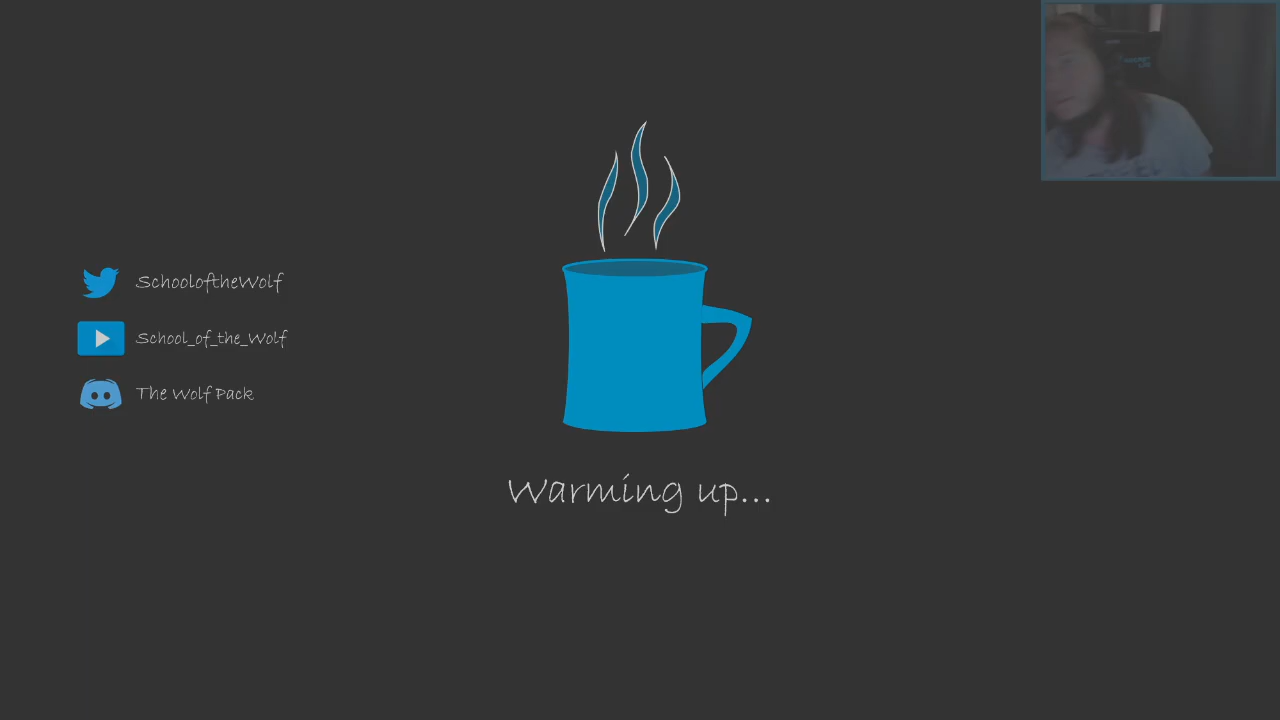 SchooloftheWolf
School_of_the_Wolf
The Wolf Pack
Warming up...